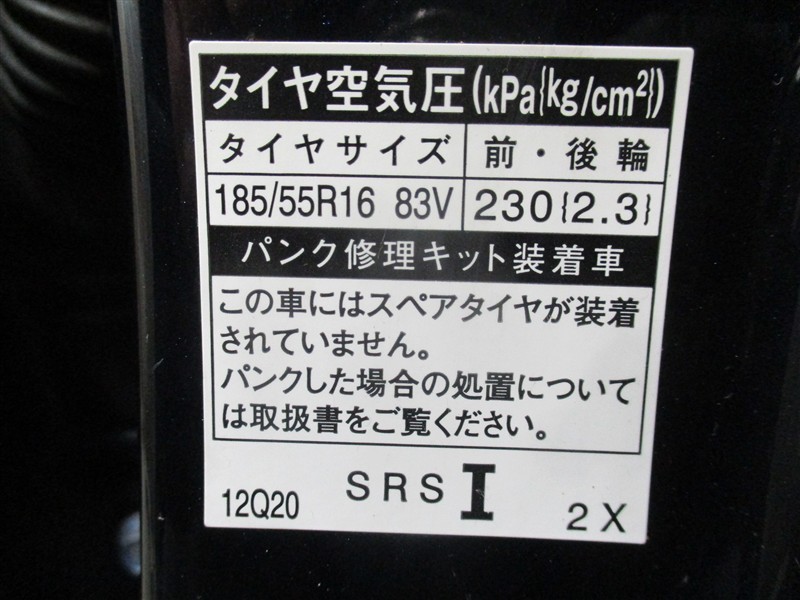 タイヤ空気圧(kPa{kg/cm²})
タイヤサイズ 前・後輪
185/55R16 83V 230{2.3}
パンク修理キット装着車
この車にはスペアタイヤが装着
されていません。
パンクした場合の処置について
は取扱書をご覧ください。
12Q20 SRS I 2X